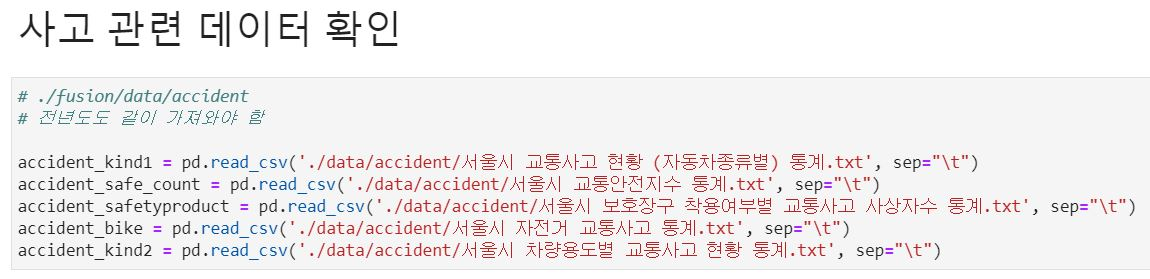 사고 관련 데이터 확인
# ./fusion/data/accident
# 전년도도 같이 가져와야 함
accident_kind1 = pd.read_csv('./data/accident/서울시 교통사고 현황 (자동차종류별) 통계.txt', sep="\t")
accident_safe_count = pd.read_csv('./data/accident/서울시 교통안전지수 통계.txt', sep="\t")
accident_safetyproduct = pd.read_csv('./data/accident/서울시 보호장구 착용여부별 교통사고 사상자수 통계.txt', sep="\t")
accident_bike = pd.read_csv('./data/accident/서울시 자전거 교통사고 통계.txt', sep="\t")
accident_kind2 = pd.read_csv('./data/accident/서울시 차량용도별 교통사고 현황 통계.txt', sep="\t")